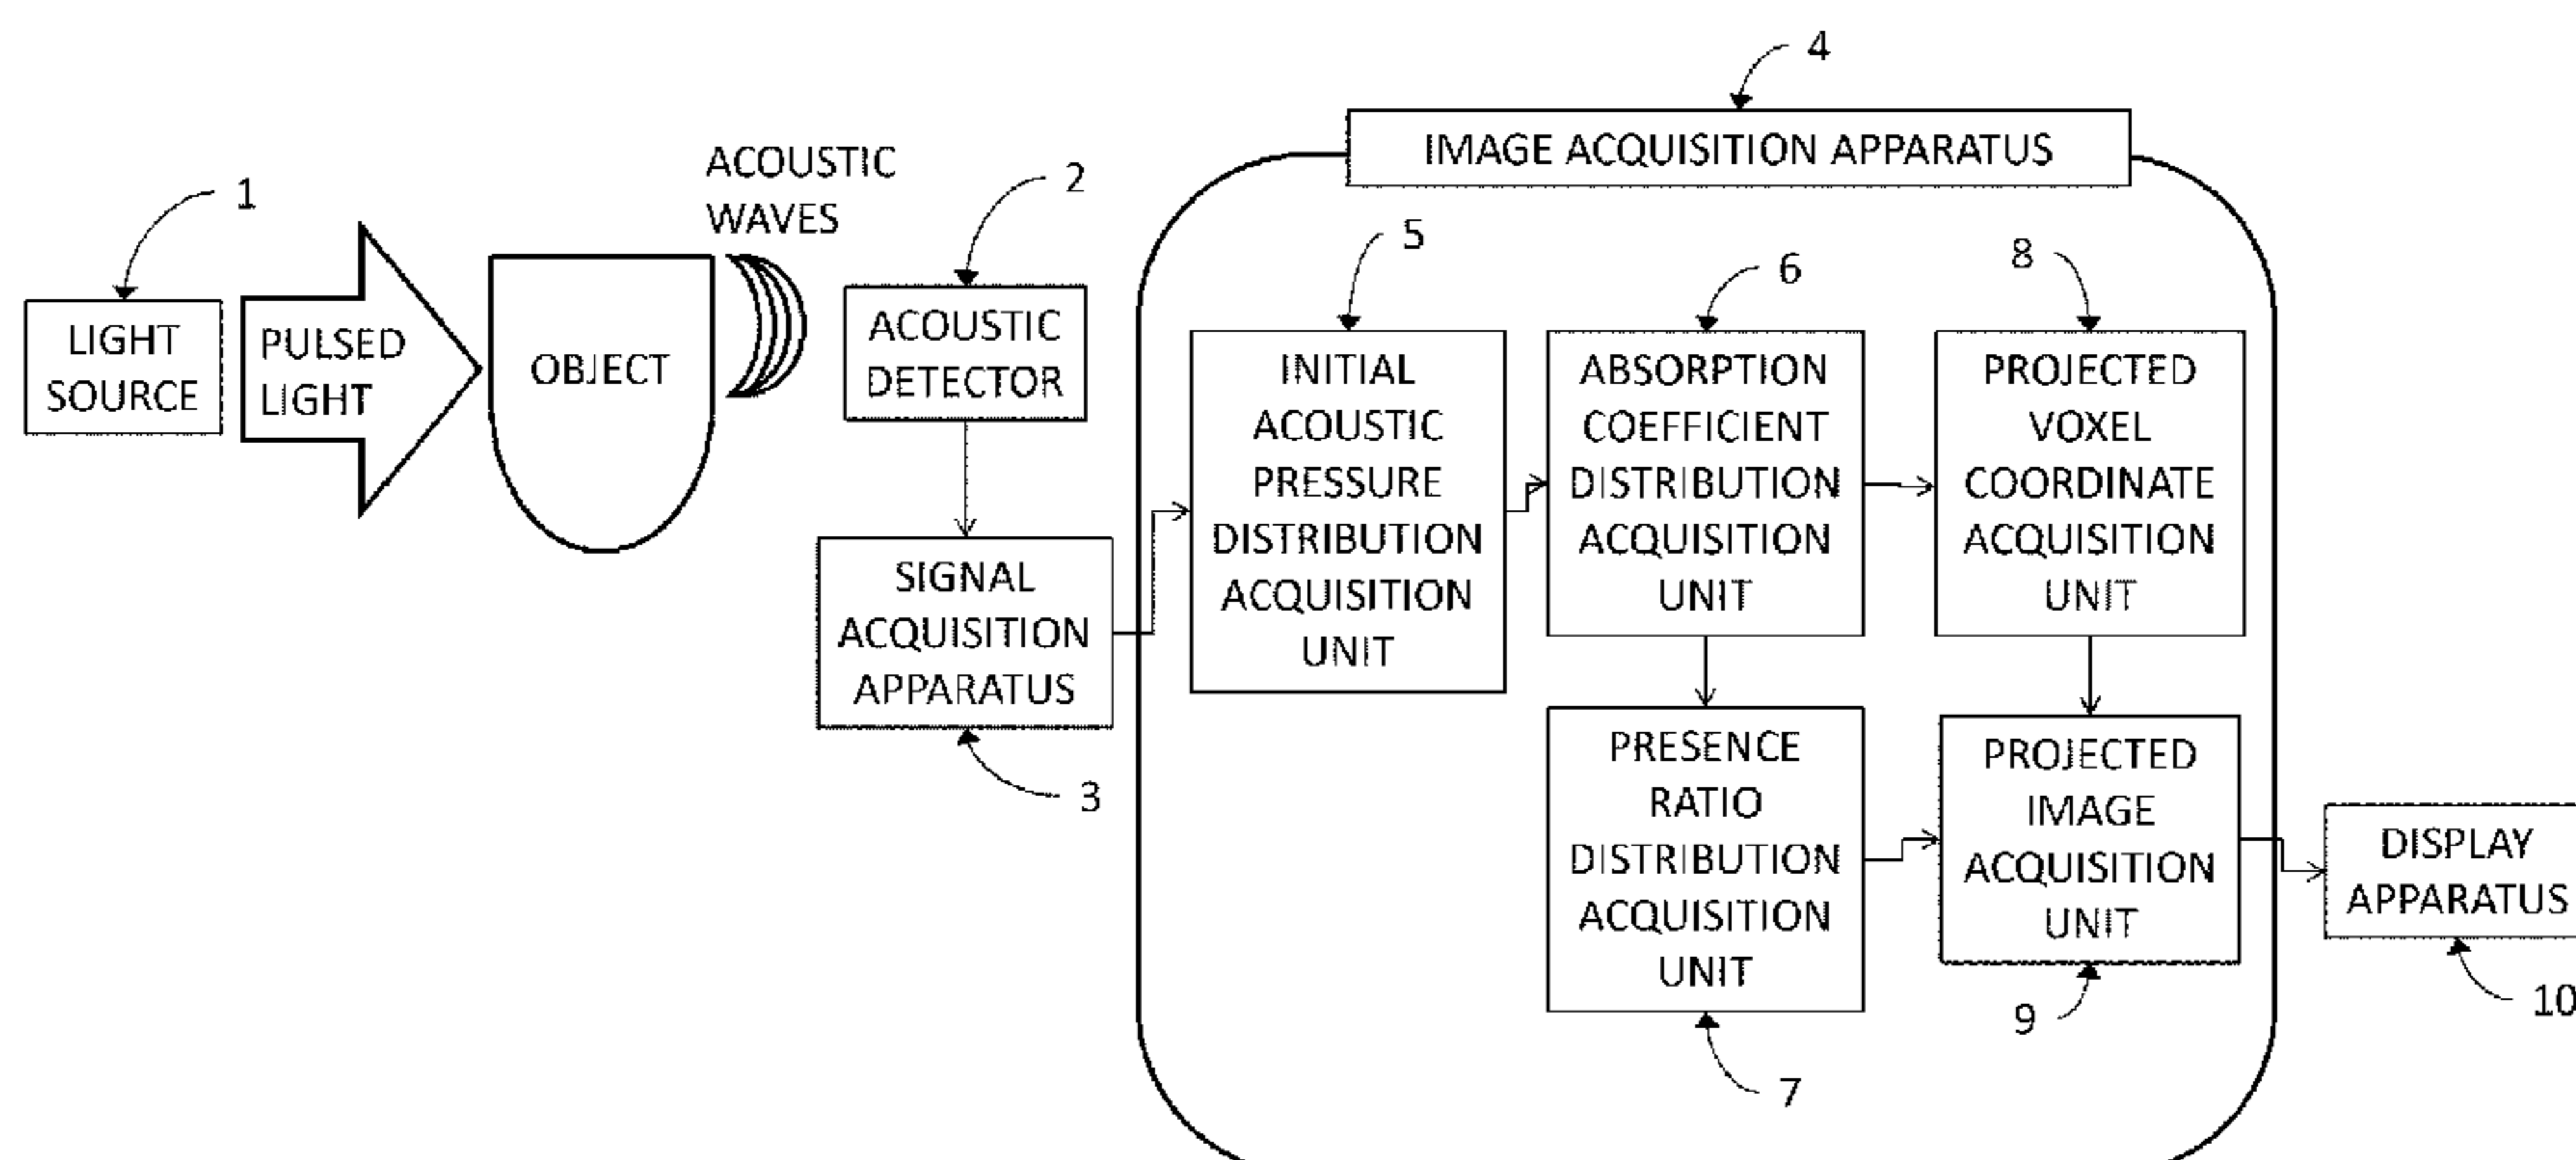 4
IMAGE ACQUISITION APPARATUS
1
LIGHT
SOURCE
PULSED
LIGHT
OBJECT
ACOUSTIC
WAVES
2
ACOUSTIC
DETECTOR
SIGNAL
ACQUISITION
APPARATUS
3
5
INITIAL
ACOUSTIC
PRESSURE
DISTRIBUTION
ACQUISITION
UNIT
6
ABSORPTION
COEFFICIENT
DISTRIBUTION
ACQUISITION
UNIT
8
PROJECTED
VOXEL
COORDINATE
ACQUISITION
UNIT
PRESENCE
RATIO
DISTRIBUTION
ACQUISITION
UNIT
7
PROJECTED
IMAGE
ACQUISITION
UNIT
9
DISPLAY
APPARATUS
10